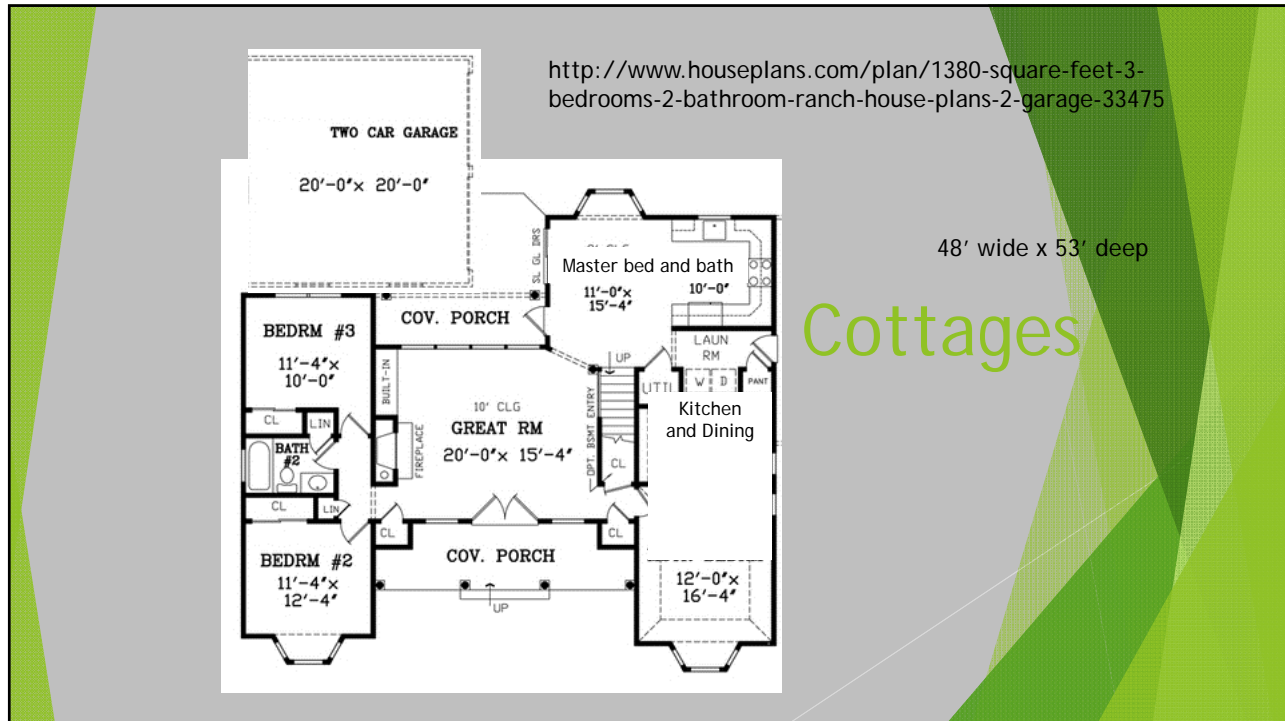 http://www.houseplans.com/plan/1380-square-feet-3-
bedrooms-2-bathroom-ranch-house-plans-2-garage-33475
TWO CAR GARAGE
20'-0"x 20'-0"
48' wide x 53' deep
Cottages
SL GL DRS
Master bed and bath
11'-0"x
15'-4"
10'-0"
COV. PORCH
BEDRM #3
11'-4"x
10'-0"
LAUN
RM
UP
UTIL
W D
PANT
BUILT-IN
10' CLG
GREAT RM
20'-0"x 15'-4"
FIREPLACE
OPT. BSMT ENTRY
CL
Kitchen
and Dining
CL
LIN
BATH
#2
CL
LIN
CL
CL
BEDRM #2
11'-4"x
12'-4"
COV. PORCH
UP
12'-0"x
16'-4"